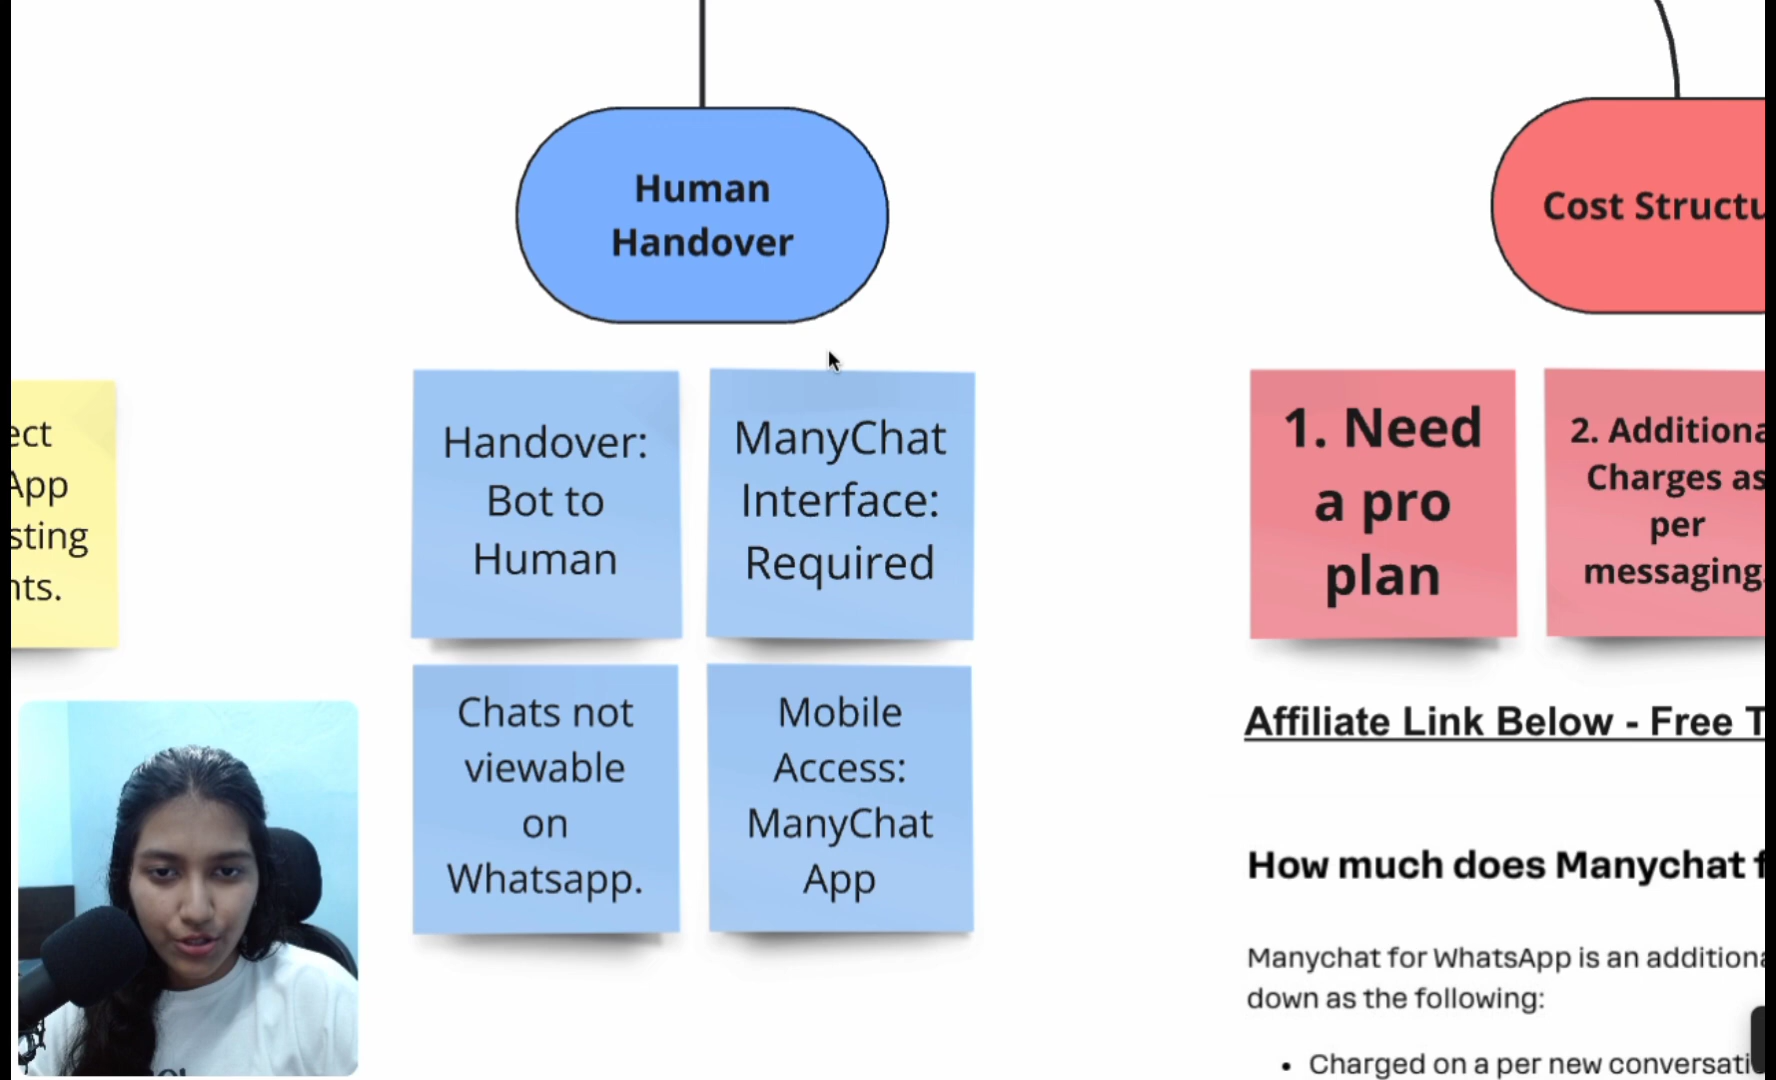 Human
Handover
Cost Structu
ect
App
sting
nts.
Handover:
Bot to
Human
ManyChat
Interface:
Required
Chats not
viewable
on
Whatsapp.
Mobile
Access:
ManyChat
App
1. Need
a pro
plan
2. Additiona
Charges as
per
messaging.
Affiliate Link Below - Free T
How much does Manychat f
Manychat for WhatsApp is an additiona
down as the following:
• Charged on a per new conversati